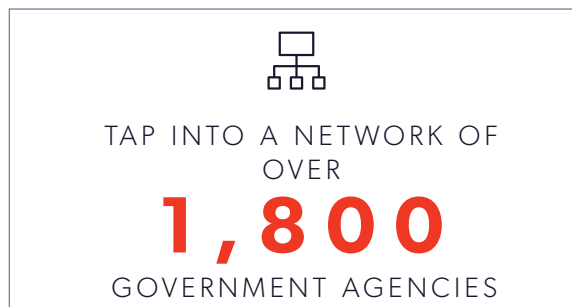 TAP INTO A NETWORK OF
OVER
1,800
GOVERNMENT AGENCIES